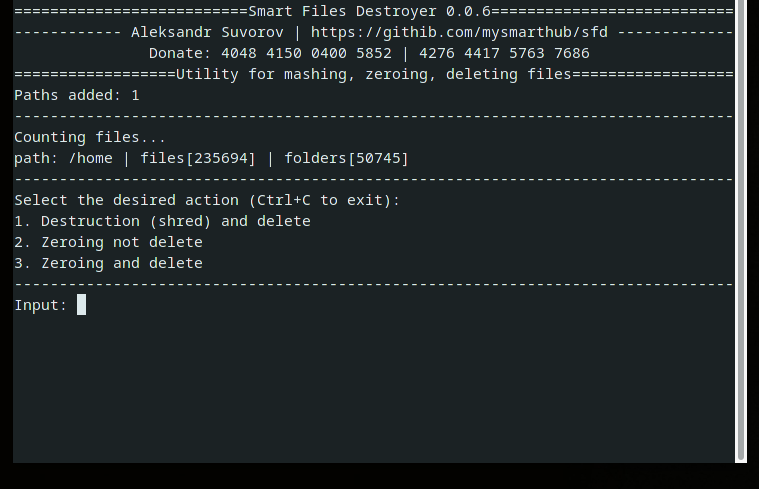 ==========================Smart Files Destroyer 0.0.6===========================
------------ Aleksandr Suvorov | https://githib.com/mysmarthub/sfd -------------
Donate: 4048 4150 0400 5852 | 4276 4417 5763 7686
==================Utility for mashing, zeroing, deleting files==================
Paths added: 1
--------------------------------------------------------------------------------
Counting files...
path: /home | files[235694] | folders[50745]
--------------------------------------------------------------------------------
Select the desired action (Ctrl+C to exit):
1. Destruction (shred) and delete
2. Zeroing not delete
3. Zeroing and delete
--------------------------------------------------------------------------------
Input: